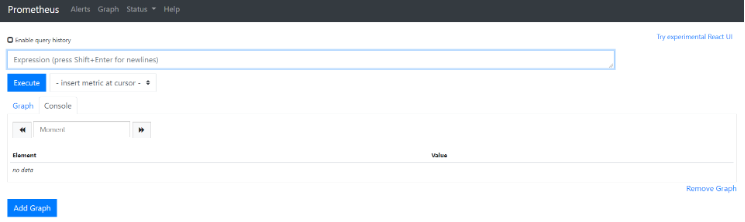 Prometheus Alerts Graph Status Help
Enable query history
Try experimental React UI
Expression (press Shift+Enter for newlines)
Execute - insert metric at cursor -
Graph Console
Moment
Element Value
no data
Remove Graph
Add Graph